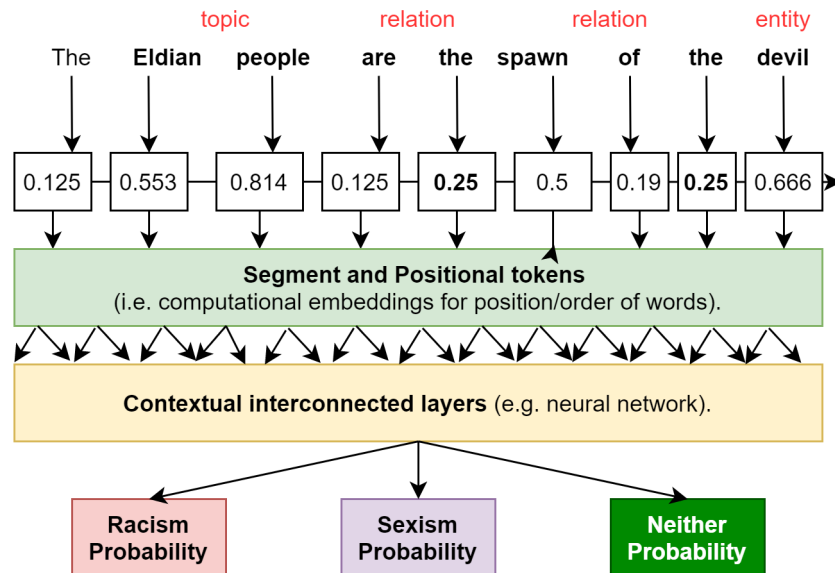 topic relation relation entity
The Eldian people are the spawn of the devil
0.125 0.553 0.814 0.125 0.25 0.5 0.19 0.25 0.666
Segment and Positional tokens
(i.e. computational embeddings for position/order of words).
Contextual interconnected layers (e.g. neural network).
Racism
Probability
Sexism
Probability
Neither
Probability